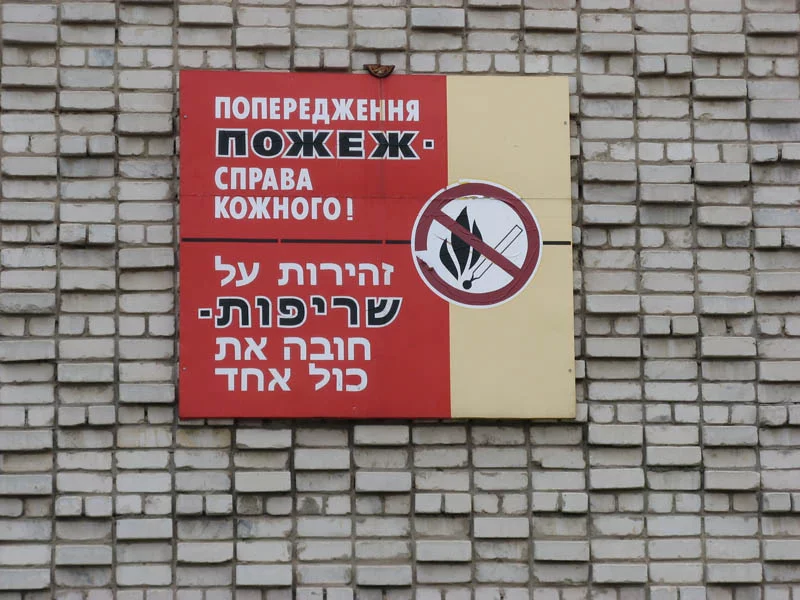 ПОПЕРЕДЖЕННЯ
ПОЖЕЖ-
СПРАВА
КОЖНОГО!
זהירות על
שריפות-
חובה את
כול אחד